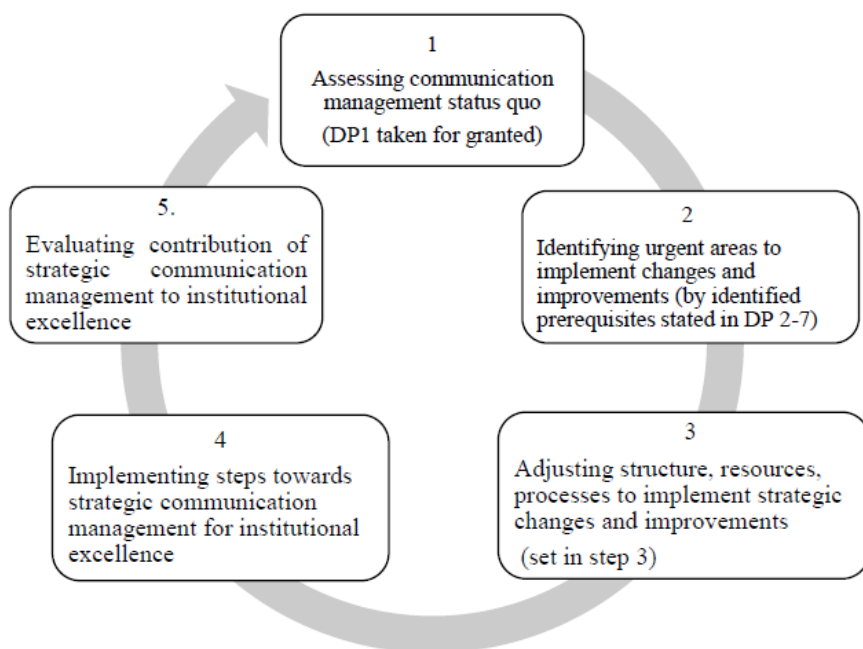 1
Assessing communication
management status quo
(DP1 taken for granted)
2
Identifying urgent areas to
implement changes and
improvements (by identified
prerequisites stated in DP 2-7)
3
Adjusting structure, resources,
processes to implement strategic
changes and improvements
(set in step 3)
4
Implementing steps towards
strategic communication
management for institutional
excellence
5.
Evaluating contribution of
strategic communication
management to institutional
excellence